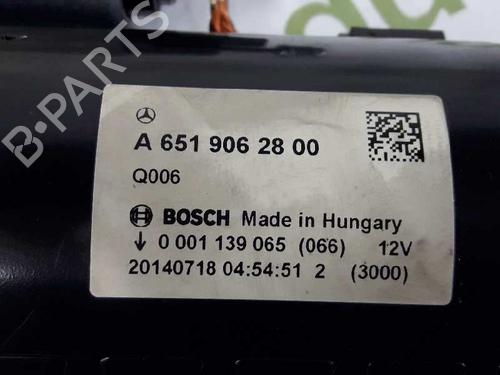 B-PARTS
A 651 906 28 00
Q006
BOSCH Made in Hungary
↓ 0 001 139 065 (066) 12V
20140718 04:54:51 2 (3000)